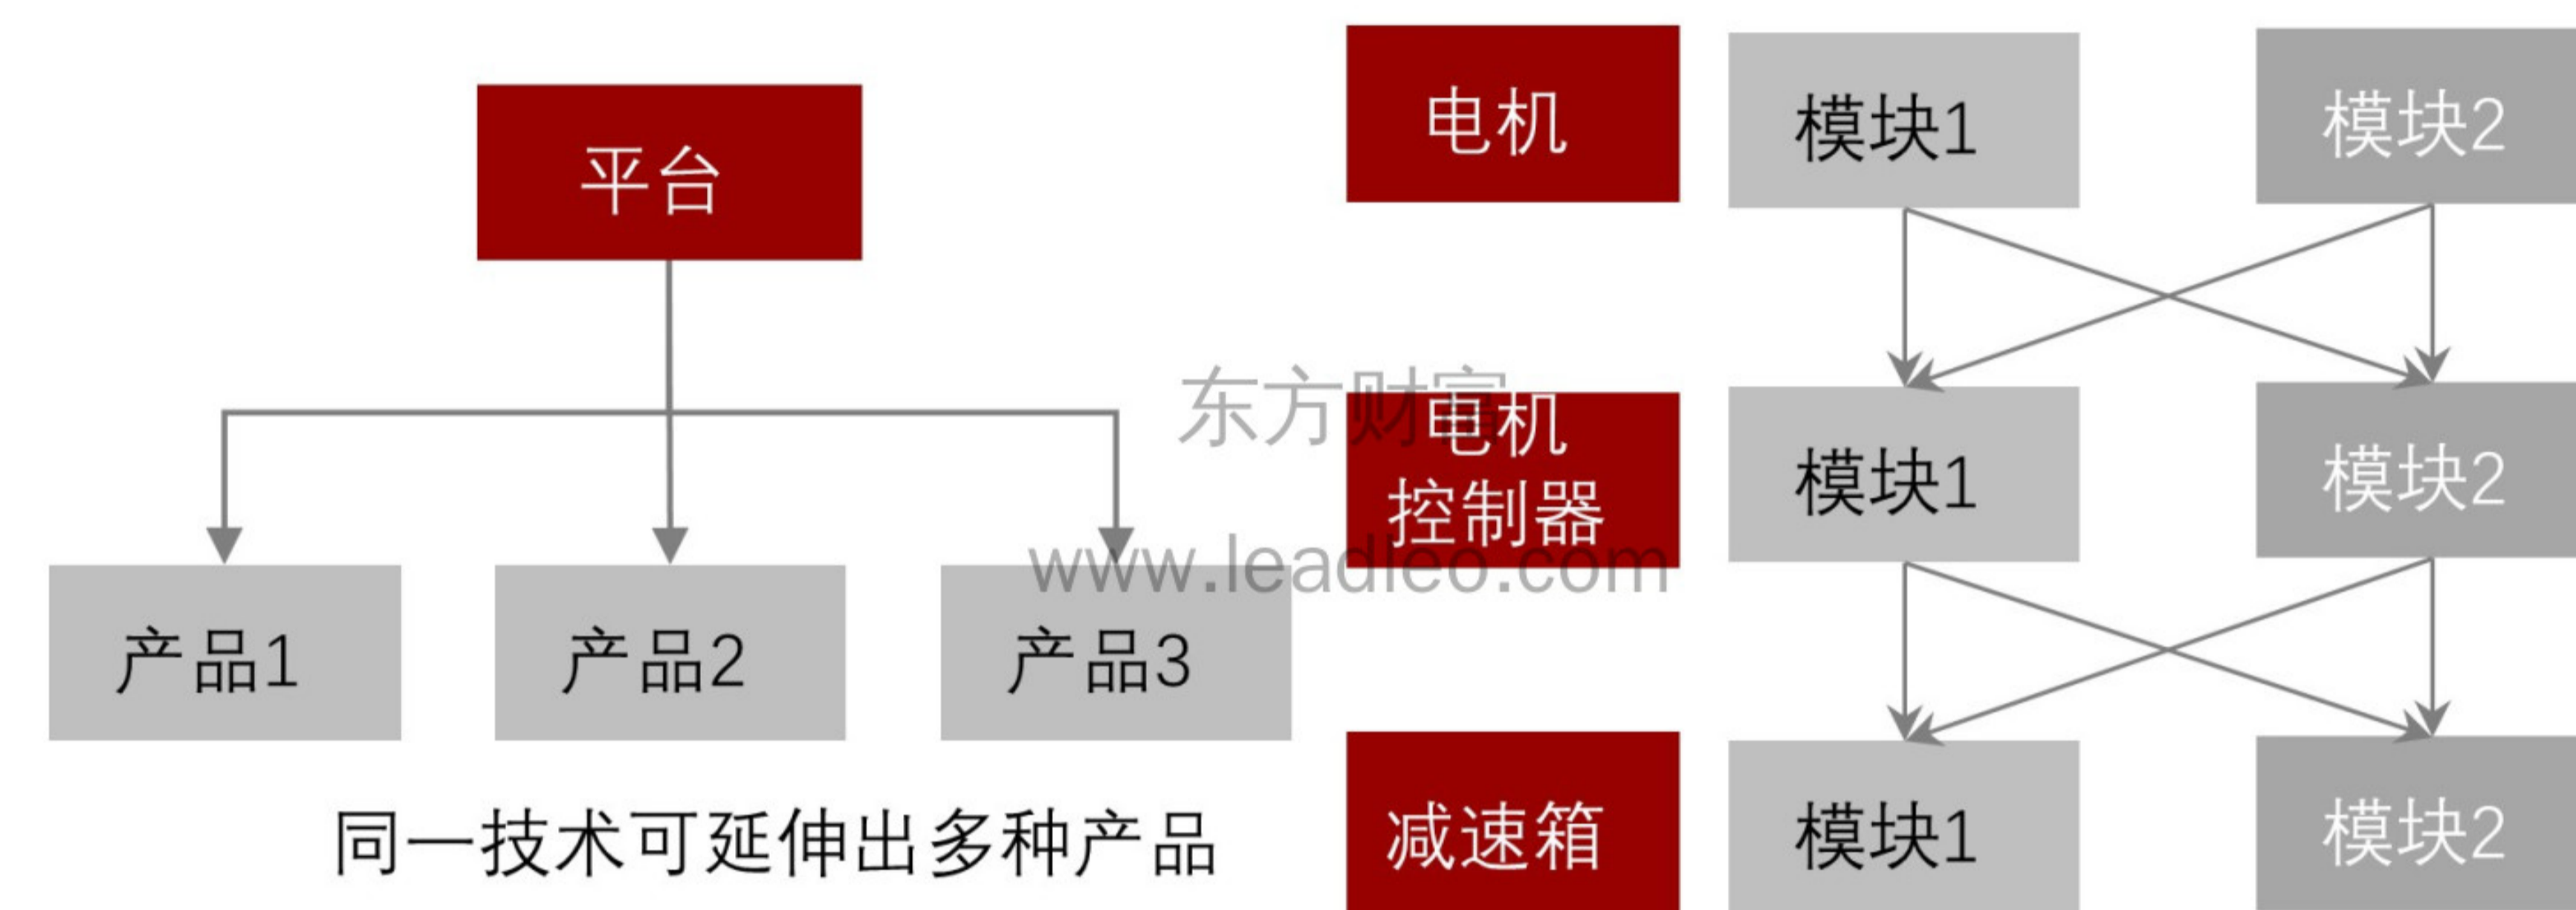 平台
产品1
产品2
产品3
同一技术可延伸出多种产品
电机
模块1
模块2
电机
控制器
模块1
模块2
减速箱
模块1
模块2
东方财富
www.leadleo.com